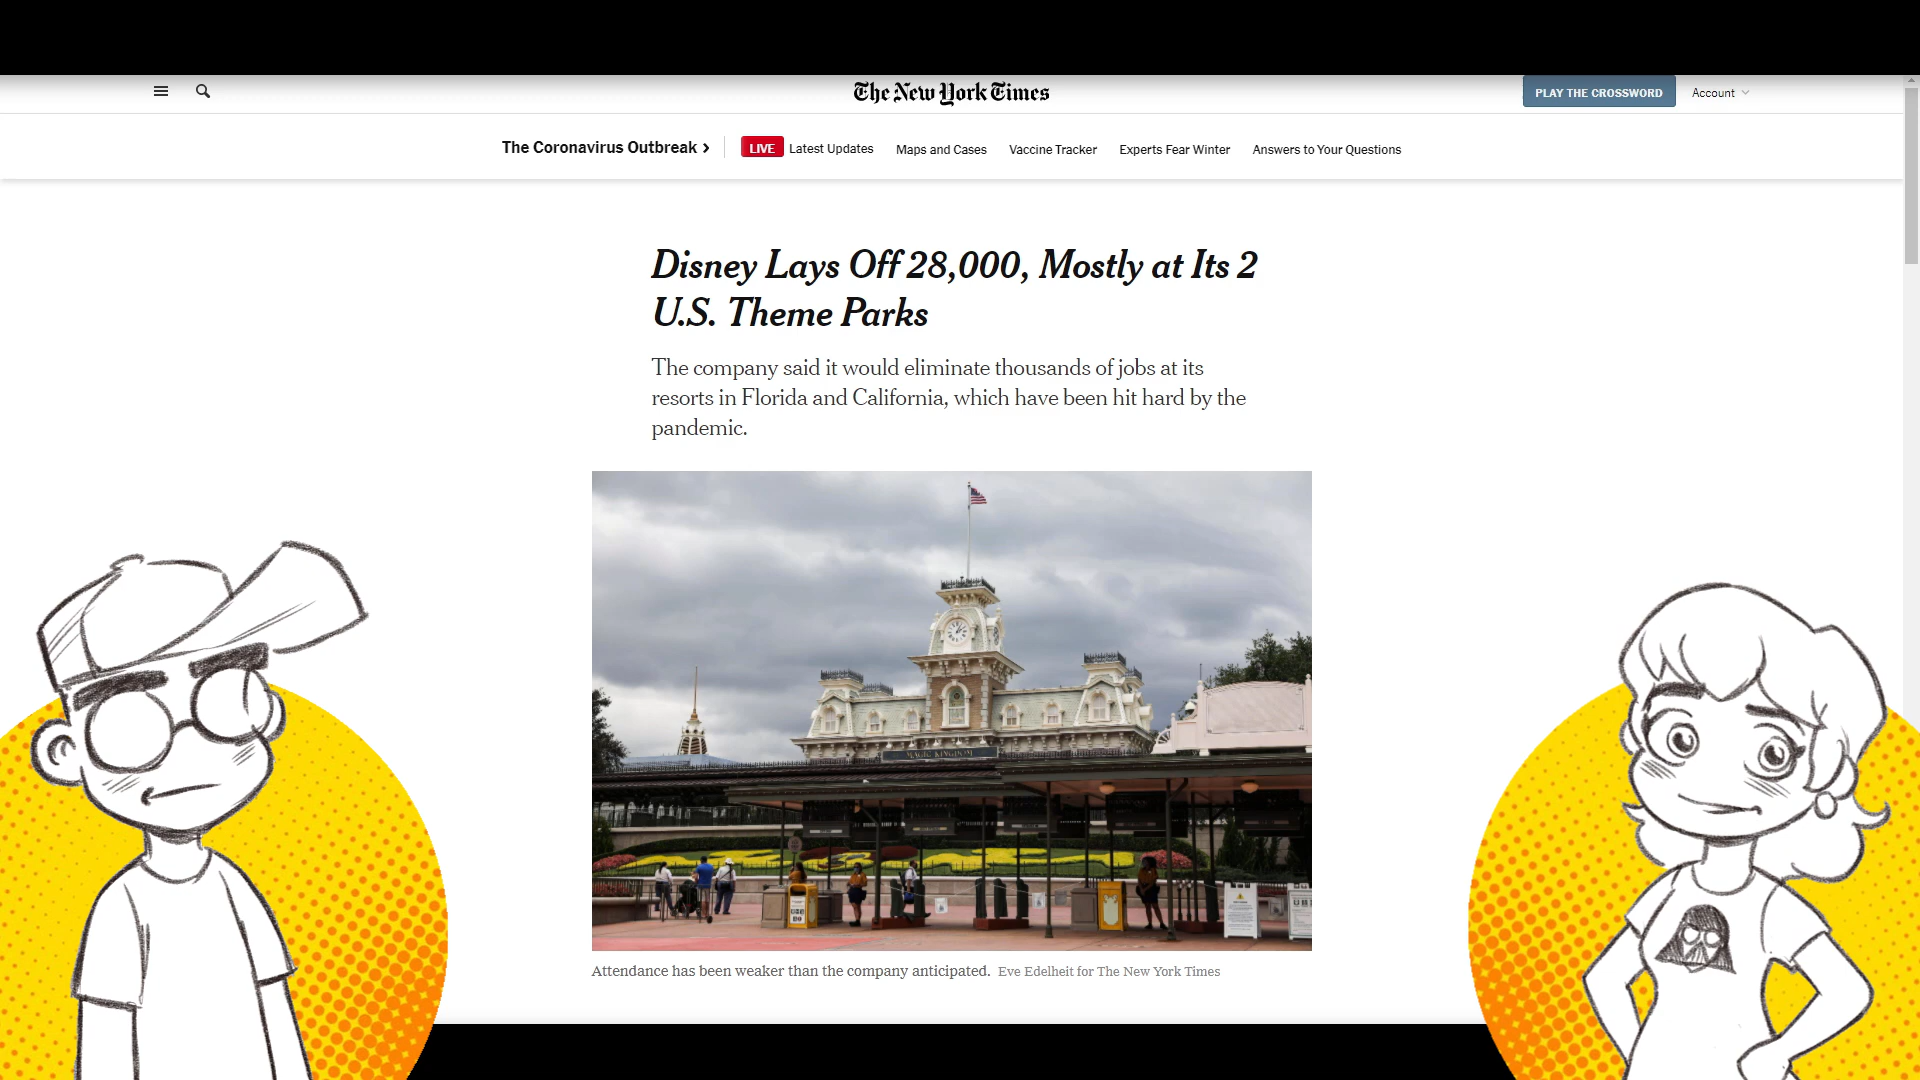 The New York Times
PLAY THE CROSSWORD
Account
The Coronavirus Outbreak ›
LIVE Latest Updates
Maps and Cases
Vaccine Tracker
Experts Fear Winter
Answers to Your Questions
Disney Lays Off 28,000, Mostly at Its 2
U.S. Theme Parks
The company said it would eliminate thousands of jobs at its
resorts in Florida and California, which have been hit hard by the
pandemic.
MAGIC KINGDOM
Attendance has been weaker than the company anticipated. Eve Edelheit for The New York Times